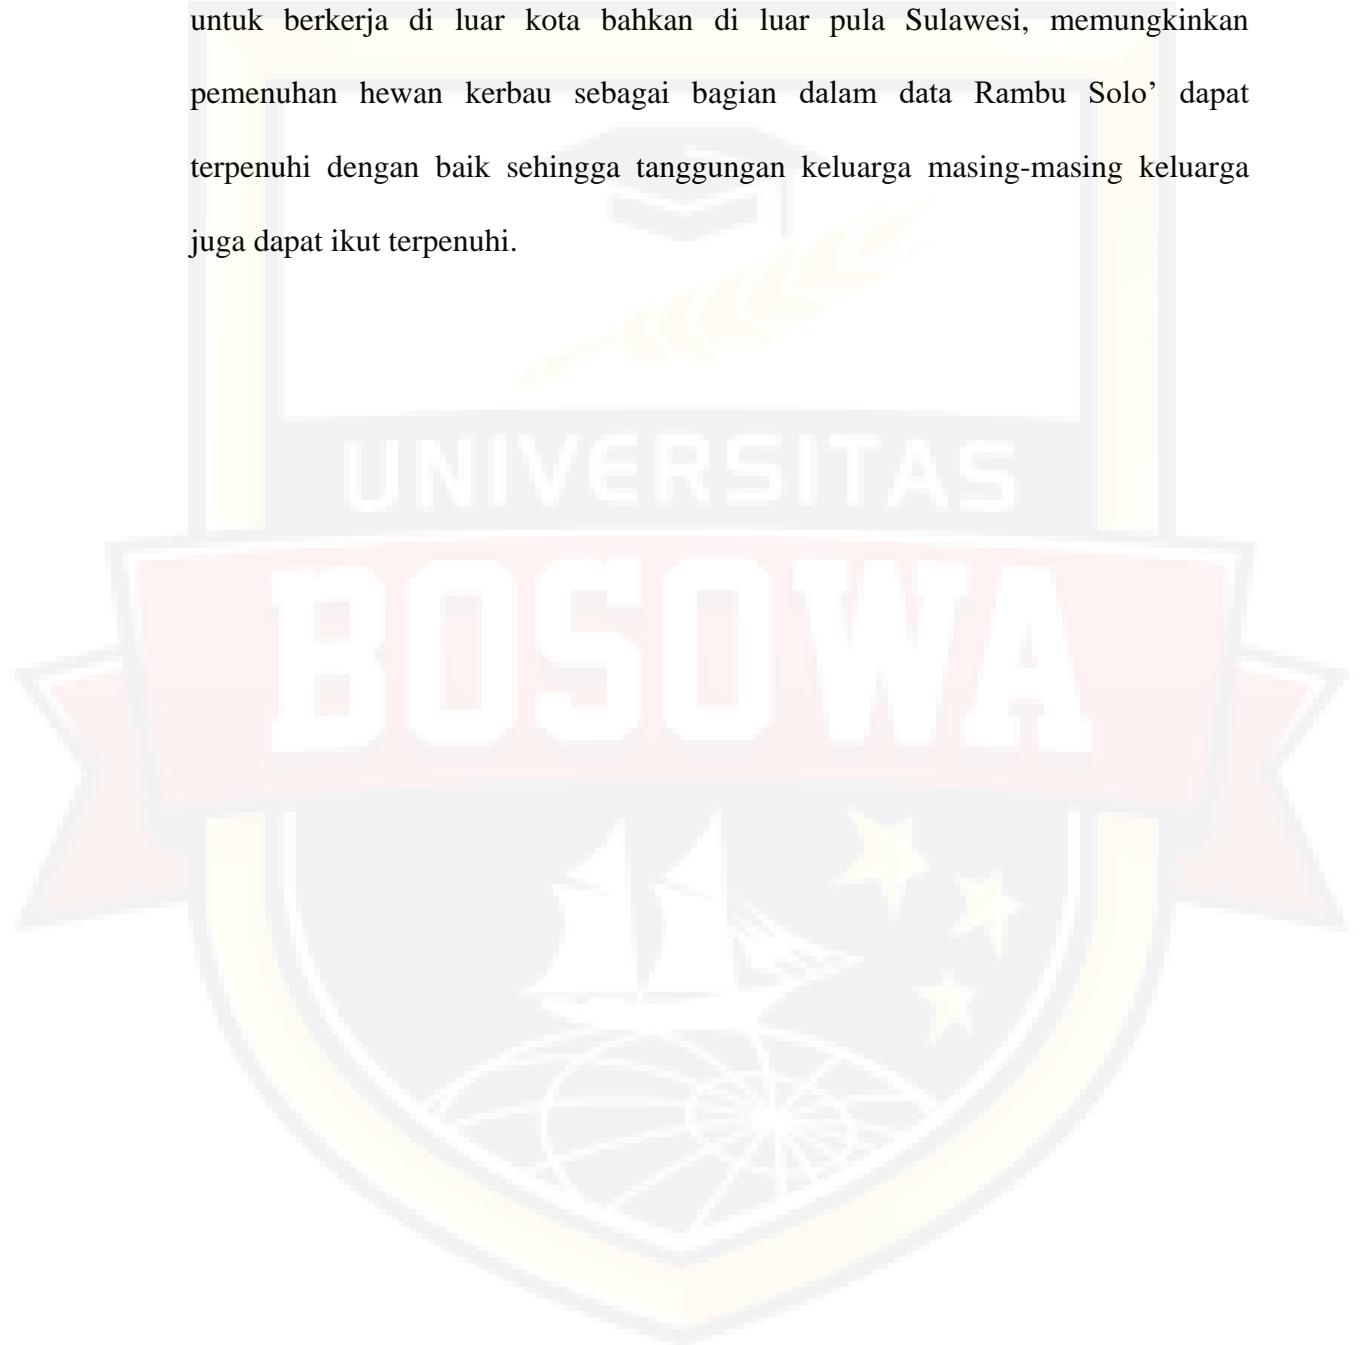 untuk berkerja di luar kota bahkan di luar pula Sulawesi, memungkinkan
pemenuhan hewan kerbau sebagai bagian dalam data Rambu Solo’ dapat
terpenuhi dengan baik sehingga tanggungan keluarga masing-masing keluarga
juga dapat ikut terpenuhi.
UNIVERSITAS
BOSOWA